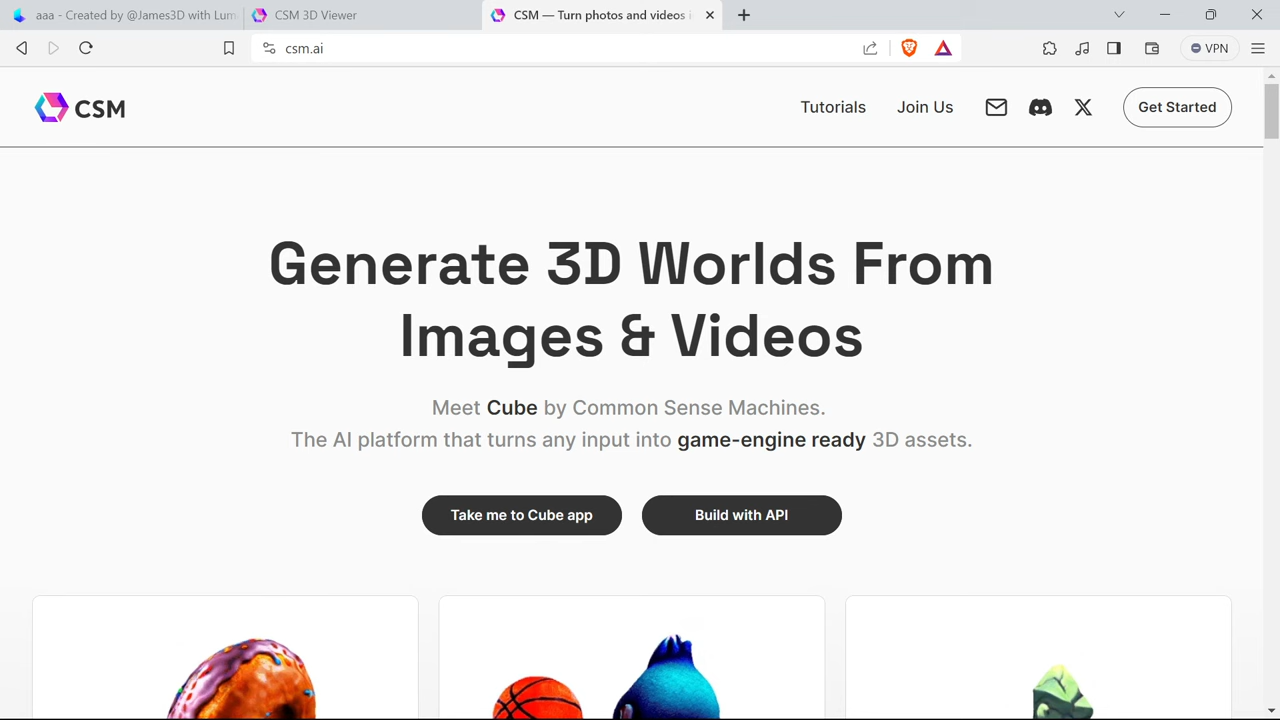 aaa - Created by @James3D with Lum
CSM 3D Viewer
CSM — Turn photos and videos i
csm.ai
VPN
CSM
Tutorials
Join Us
Get Started
Generate 3D Worlds From
Images & Videos
Meet Cube by Common Sense Machines.
The AI platform that turns any input into game-engine ready 3D assets.
Take me to Cube app
Build with API